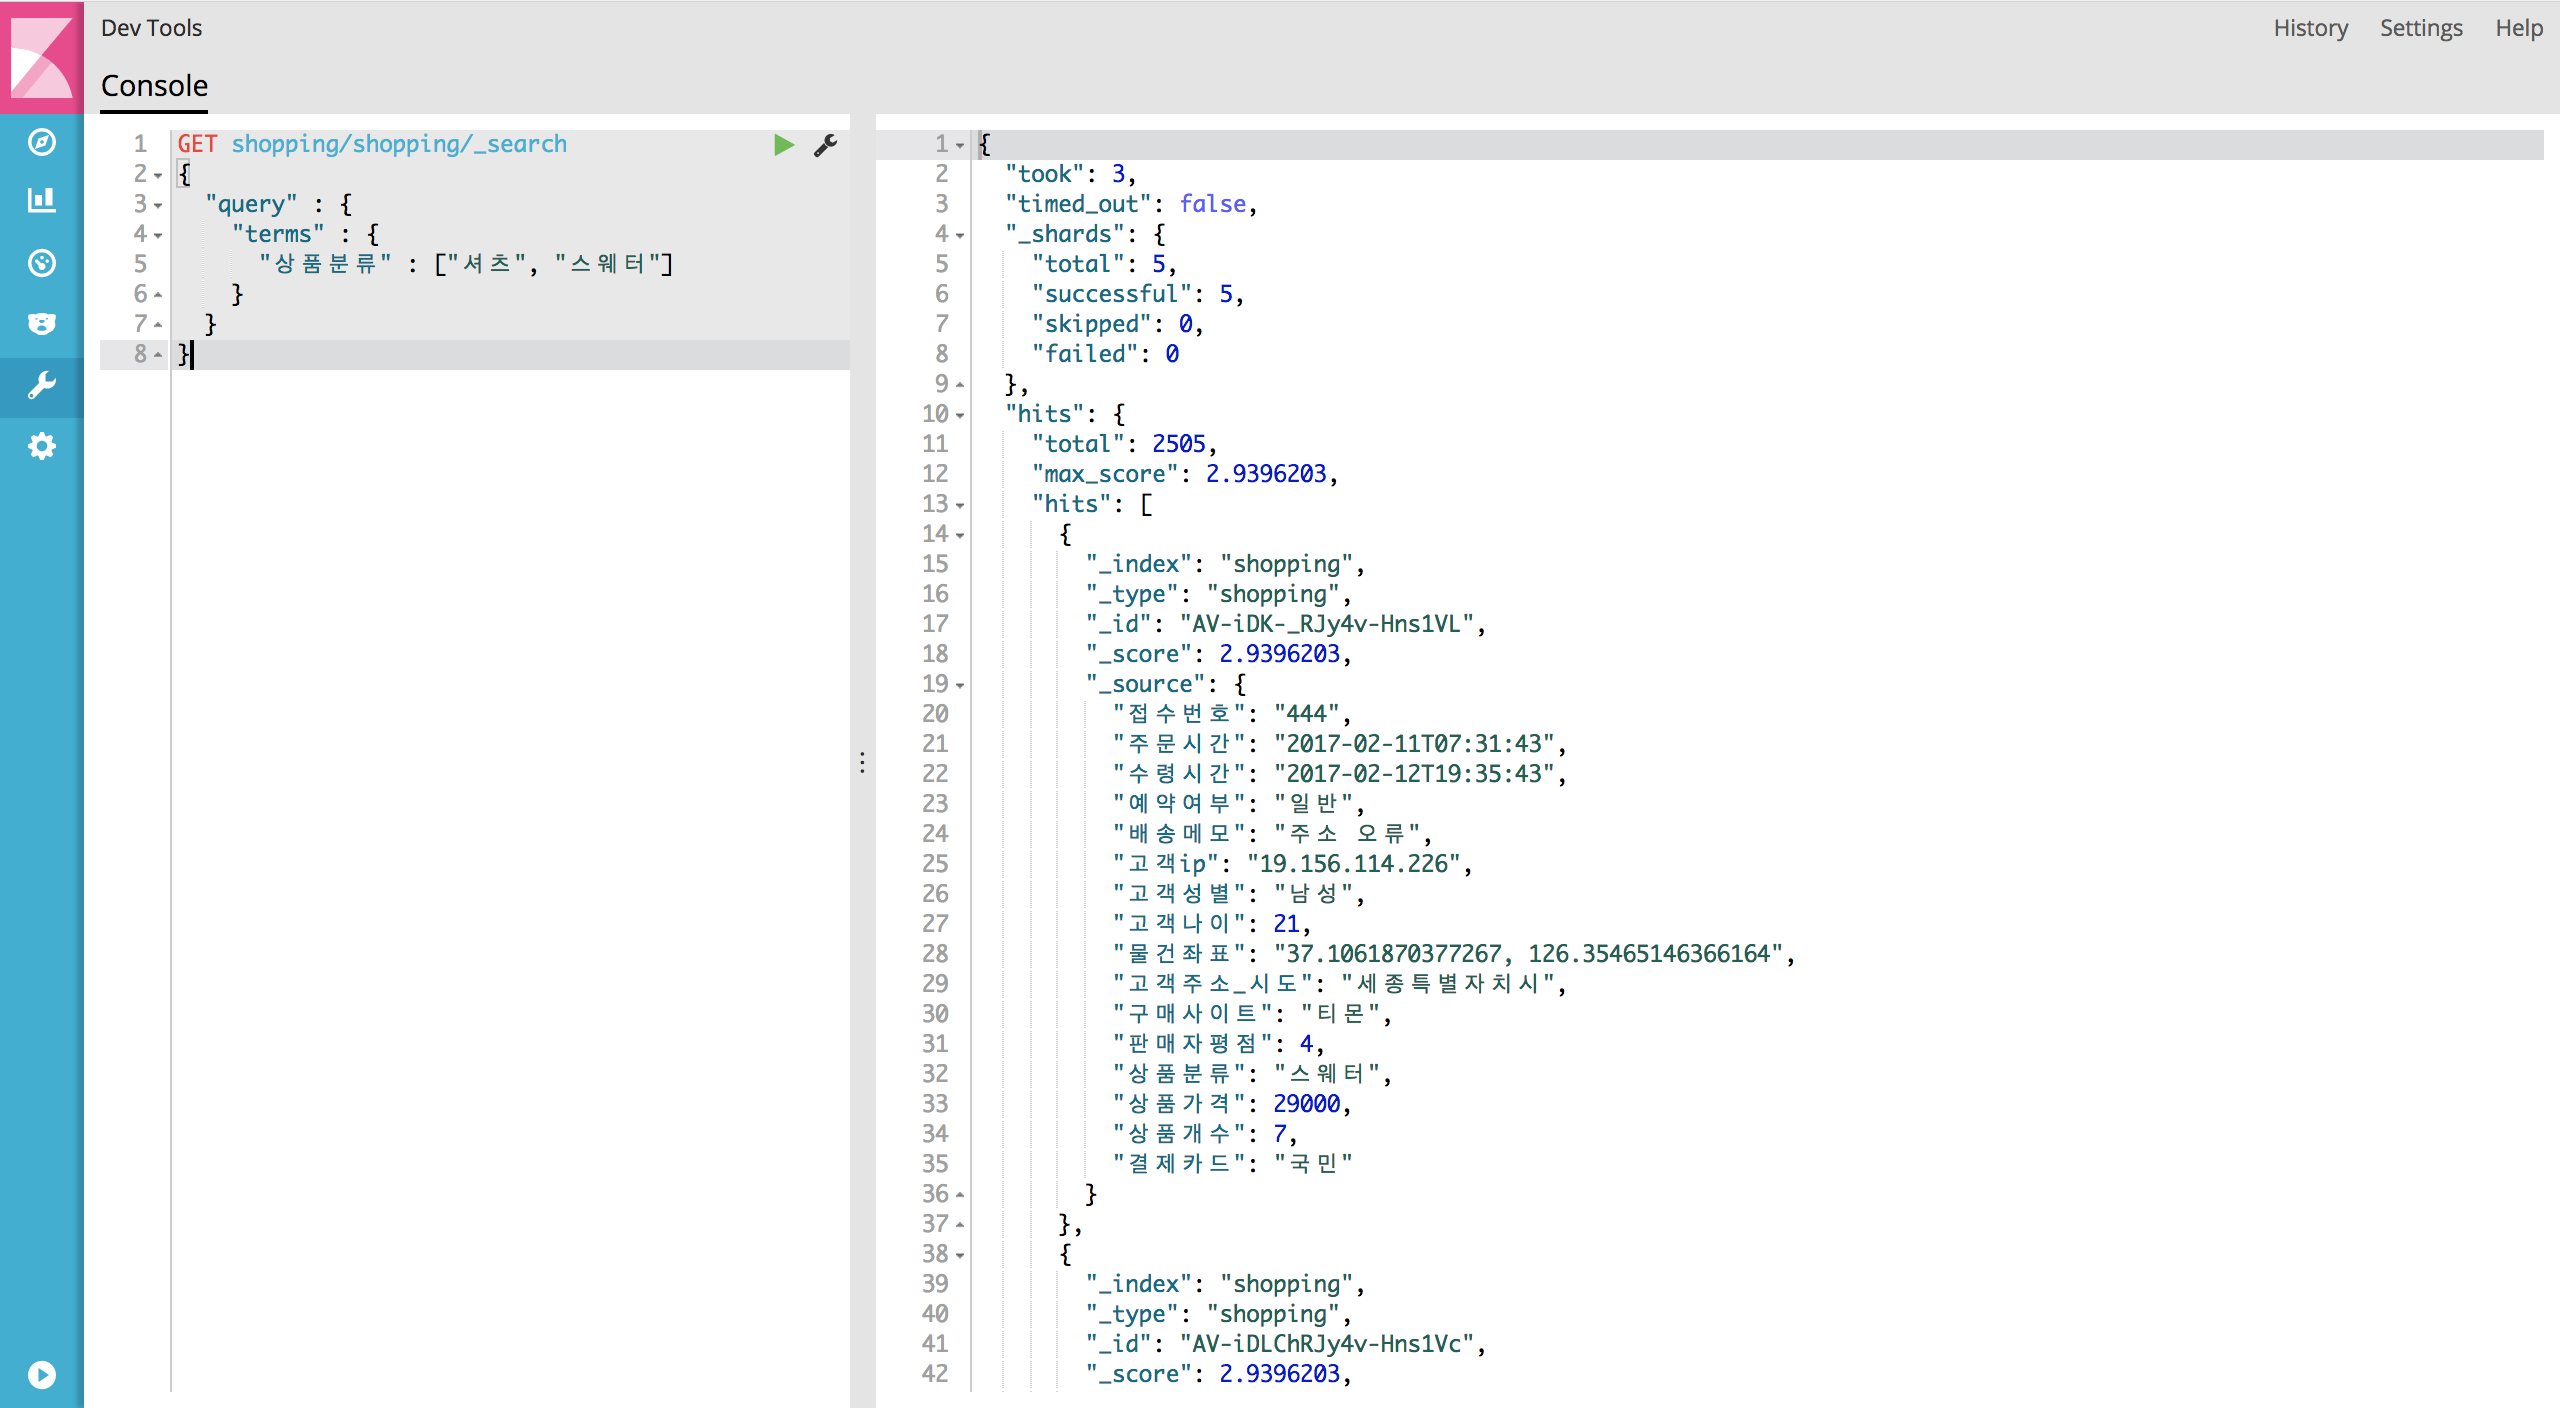 Dev Tools
History Settings Help
Console
1 GET shopping/shopping/_search
2 {
3 "query" : {
4 "terms" : {
5 "상품분류" : ["셔츠", "스웨터"]
6 }
7 }
8 }
1 {
2 "took": 3,
3 "timed_out": false,
4 "_shards": {
5 "total": 5,
6 "successful": 5,
7 "skipped": 0,
8 "failed": 0
9 },
10 "hits": {
11 "total": 2505,
12 "max_score": 2.9396203,
13 "hits": [
14 {
15 "_index": "shopping",
16 "_type": "shopping",
17 "_id": "AV-iDK-_RJy4v-Hns1VL",
18 "_score": 2.9396203,
19 "_source": {
20 "접수번호": "444",
21 "주문시간": "2017-02-11T07:31:43",
22 "수령시간": "2017-02-12T19:35:43",
23 "예약여부": "일반",
24 "배송메모": "주소 오류",
25 "고객ip": "19.156.114.226",
26 "고객성별": "남성",
27 "고객나이": 21,
28 "물건좌표": "37.1061870377267, 126.35465146366164",
29 "고객주소_시도": "세종특별자치시",
30 "구매사이트": "티몬",
31 "판매자평점": 4,
32 "상품분류": "스웨터",
33 "상품가격": 29000,
34 "상품개수": 7,
35 "결제카드": "국민"
36 }
37 },
38 {
39 "_index": "shopping",
40 "_type": "shopping",
41 "_id": "AV-iDLChRJy4v-Hns1Vc",
42 "_score": 2.9396203,